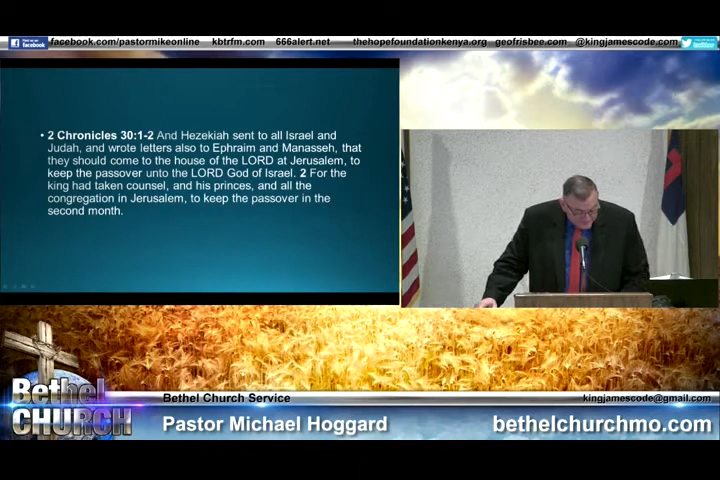 facebook.com/pastormikeonline kbtrfm.com 666alert.net thehopefoundationkenya.org geofrisbee.com @kingjamescode.com
• 2 Chronicles 30:1-2 And Hezekiah sent to all Israel and
Judah, and wrote letters also to Ephraim and Manasseh, that
they should come to the house of the LORD at Jerusalem, to
keep the passover unto the LORD God of Israel. 2 For the
king had taken counsel, and his princes, and all the
congregation in Jerusalem, to keep the passover in the
second month.
Bethel
CHURCH
Bethel Church Service
kingjamescode@gmail.com
Pastor Michael Hoggard
bethelchurchmo.com